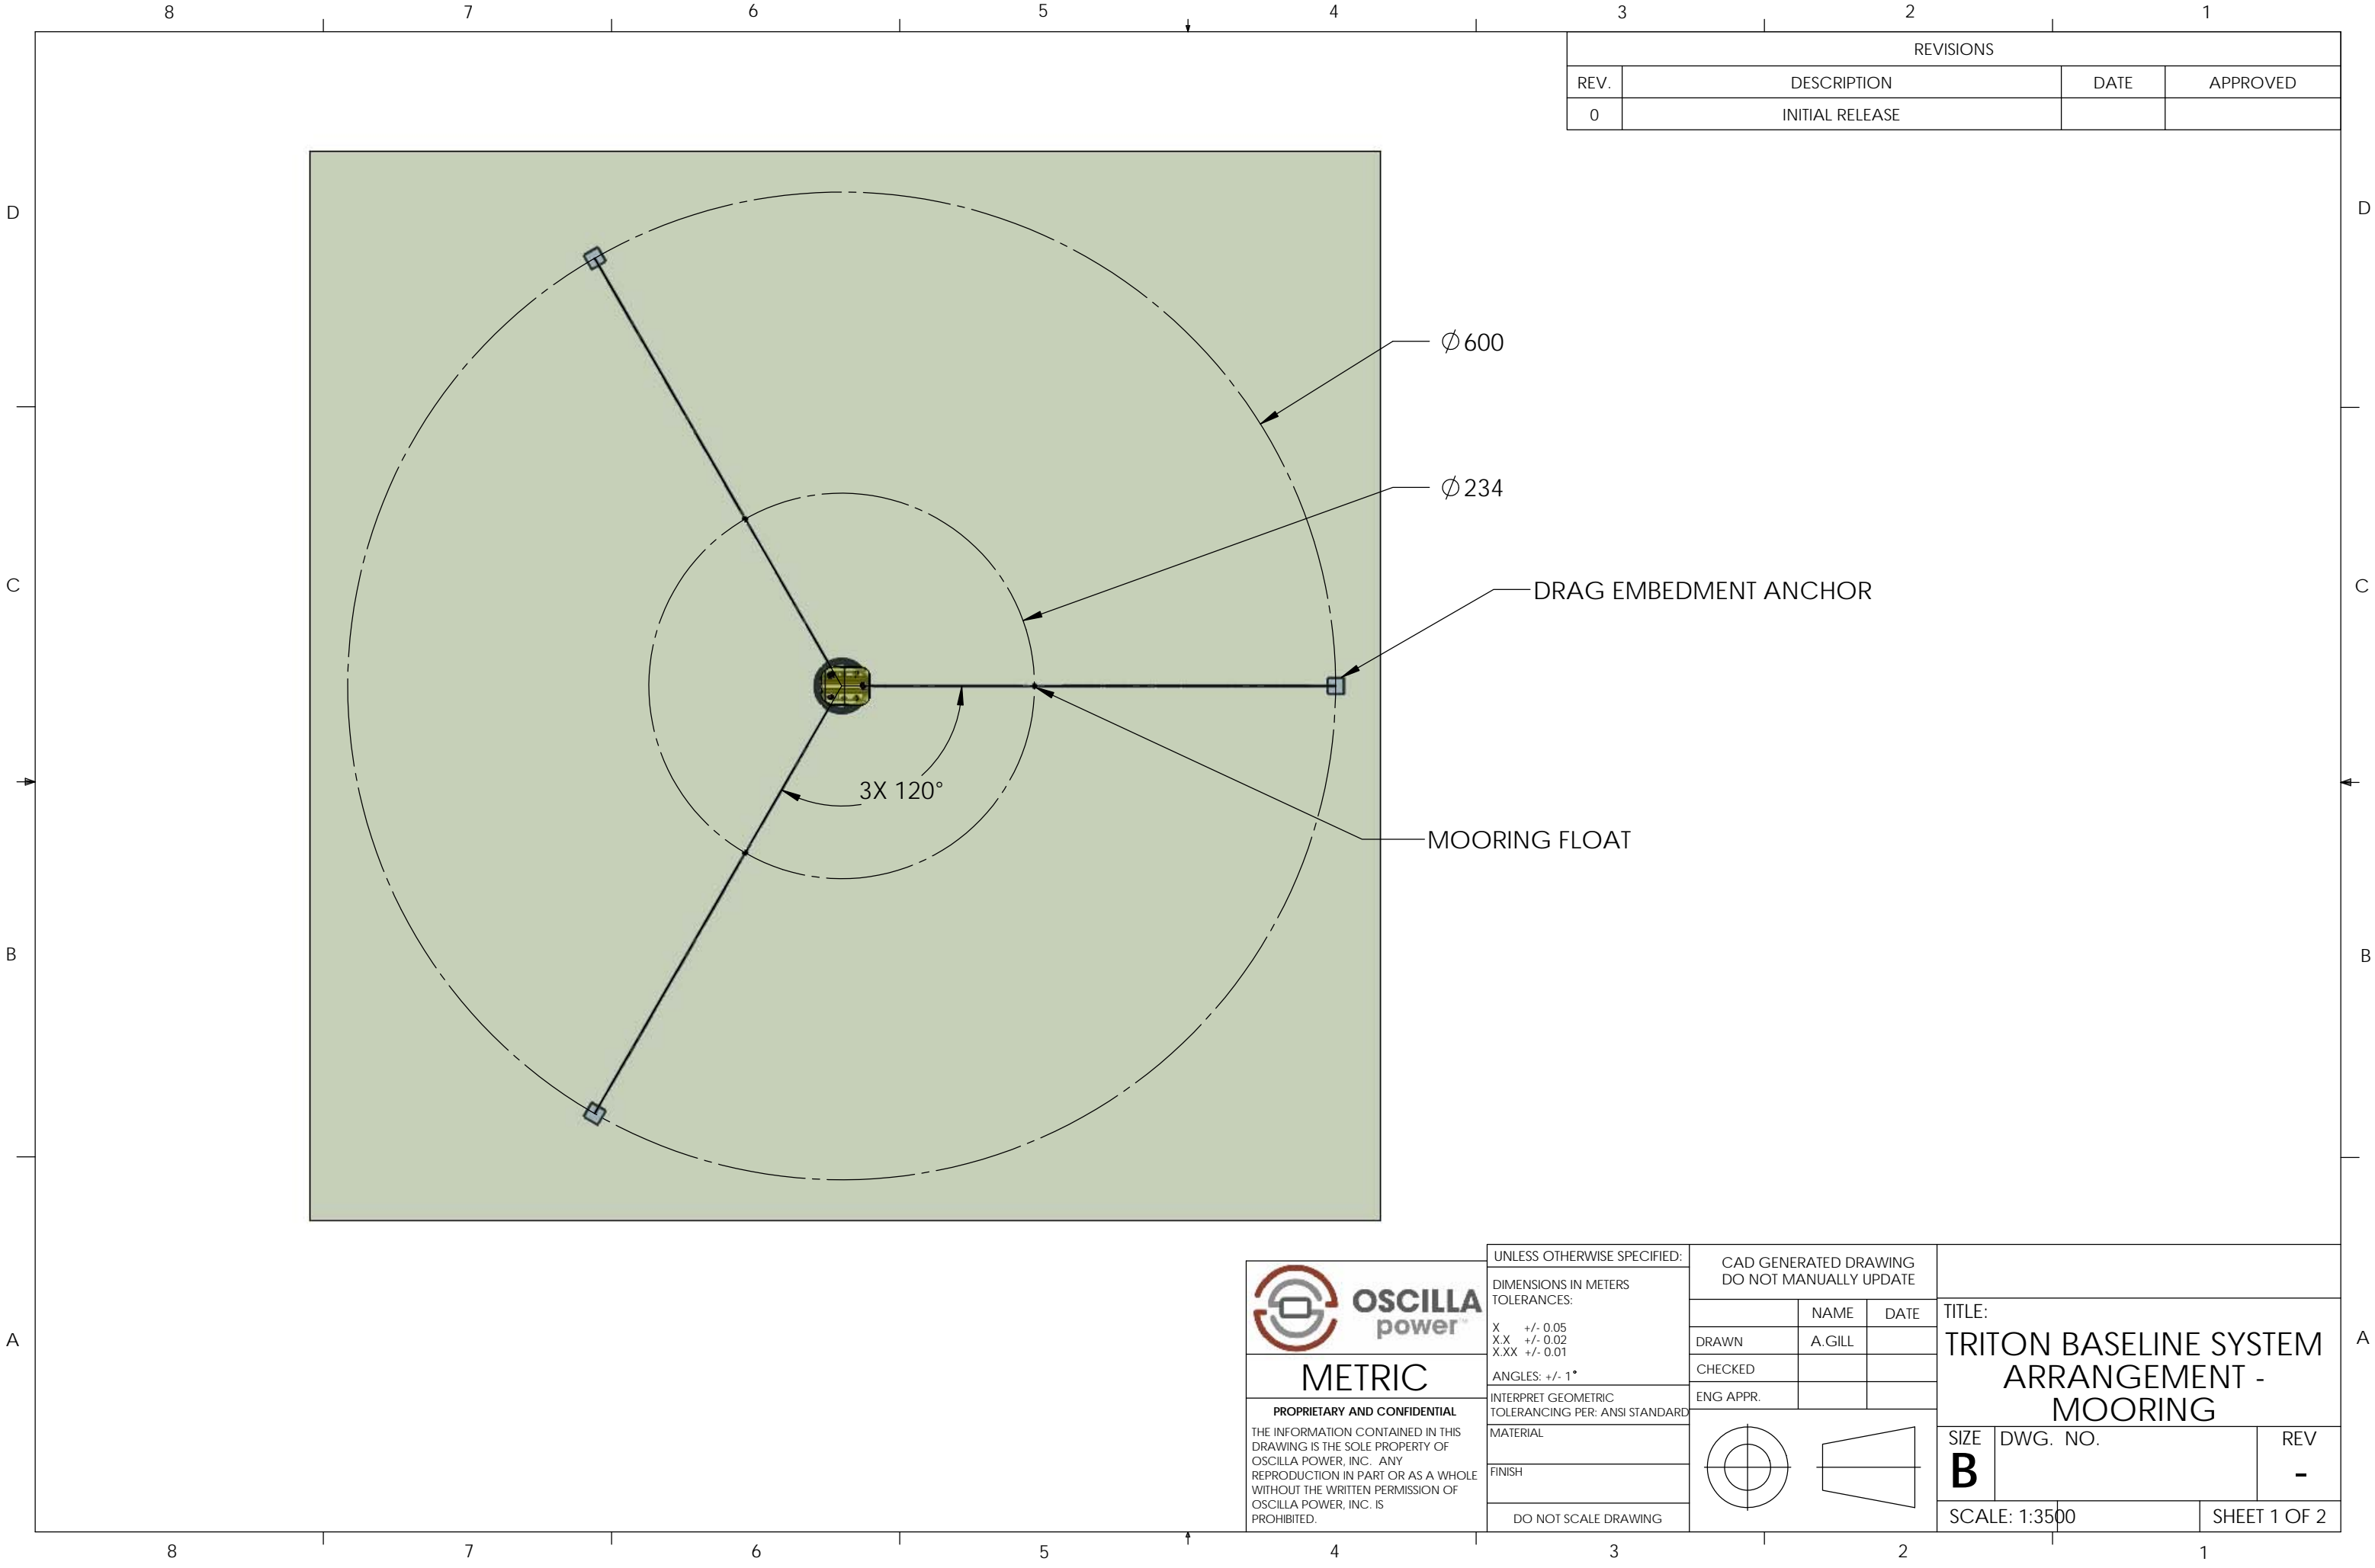 8 7 6 5 4 3 2 1
REVISIONS
REV. DESCRIPTION DATE APPROVED
0 INITIAL RELEASE
D D
⌀600
⌀234
C DRAG EMBEDMENT ANCHOR C
3X 120°
MOORING FLOAT
B B
A A
OSCILLA
power™
METRIC
PROPRIETARY AND CONFIDENTIAL
THE INFORMATION CONTAINED IN THIS
DRAWING IS THE SOLE PROPERTY OF
OSCILLA POWER, INC. ANY
REPRODUCTION IN PART OR AS A WHOLE
WITHOUT THE WRITTEN PERMISSION OF
OSCILLA POWER, INC. IS
PROHIBITED.
UNLESS OTHERWISE SPECIFIED:
DIMENSIONS IN METERS
TOLERANCES:
X +/- 0.05
X.X +/- 0.02
X.XX +/- 0.01
ANGLES: +/- 1°
INTERPRET GEOMETRIC
TOLERANCING PER: ANSI STANDARD
MATERIAL
FINISH
DO NOT SCALE DRAWING
CAD GENERATED DRAWING
DO NOT MANUALLY UPDATE
NAME DATE
DRAWN A.GILL
CHECKED
ENG APPR.
TITLE:
TRITON BASELINE SYSTEM
ARRANGEMENT -
MOORING
SIZE DWG. NO. REV
B -
SCALE: 1:3500 SHEET 1 OF 2
8 7 6 5 4 3 2 1